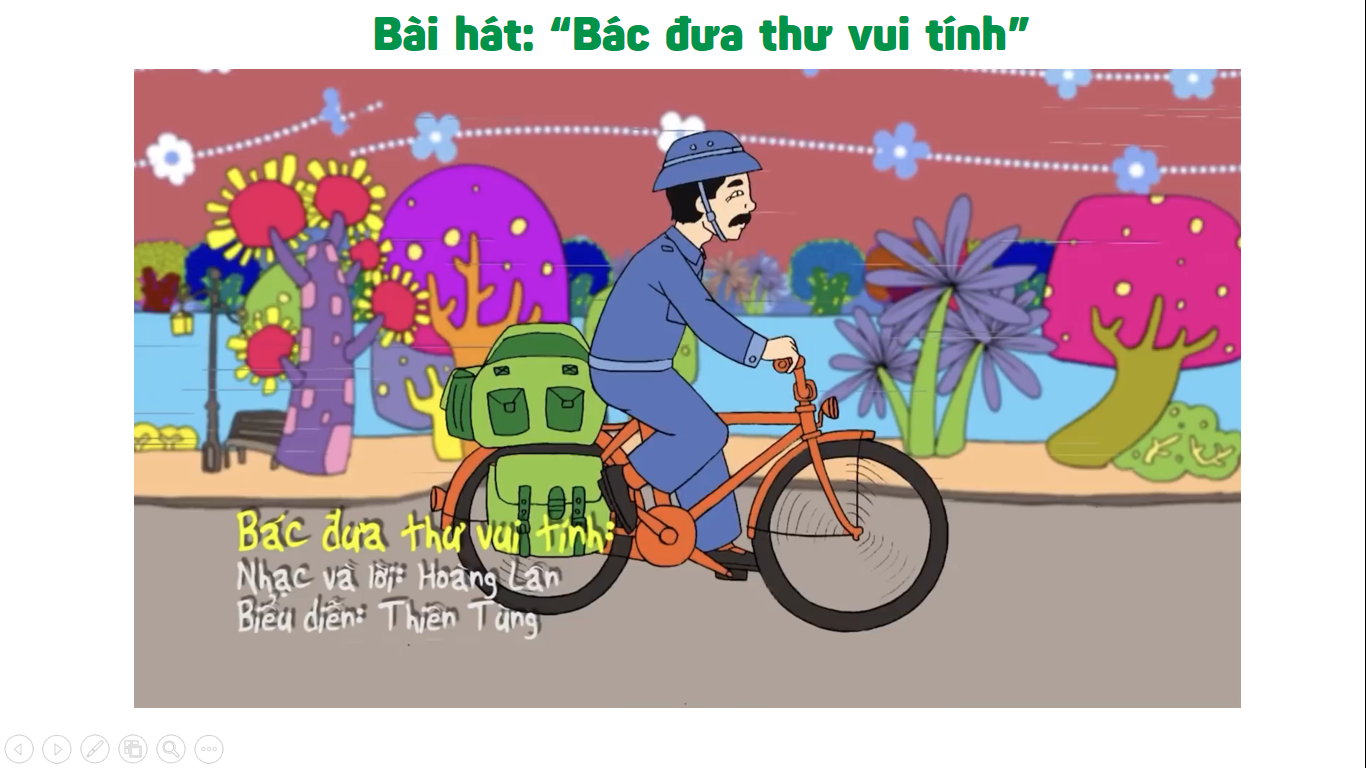 Bài hát: “Bác đưa thư vui tính”
Bác đưa thư vui tính:
Nhạc và lời: Hoàng Lân
Biểu diễn: Thiên Tùng